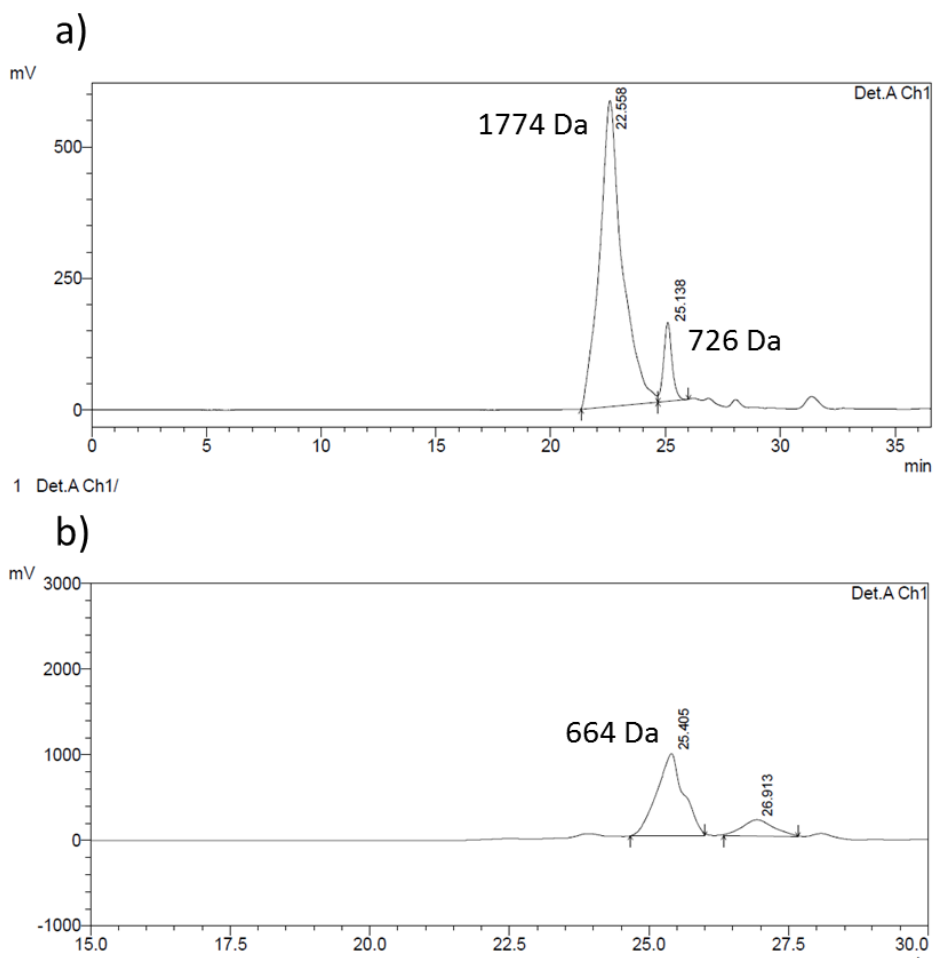 a)
mV
Det.A Ch1
22.558
1774 Da
500
25.138
726 Da
250
0
0 5 10 15 20 25 30 35
min
1 Det.A Ch1/
b)
mV
3000
Det.A Ch1
2000
25.405
664 Da
1000
26.913
0
-1000
15.0 17.5 20.0 22.5 25.0 27.5 30.0